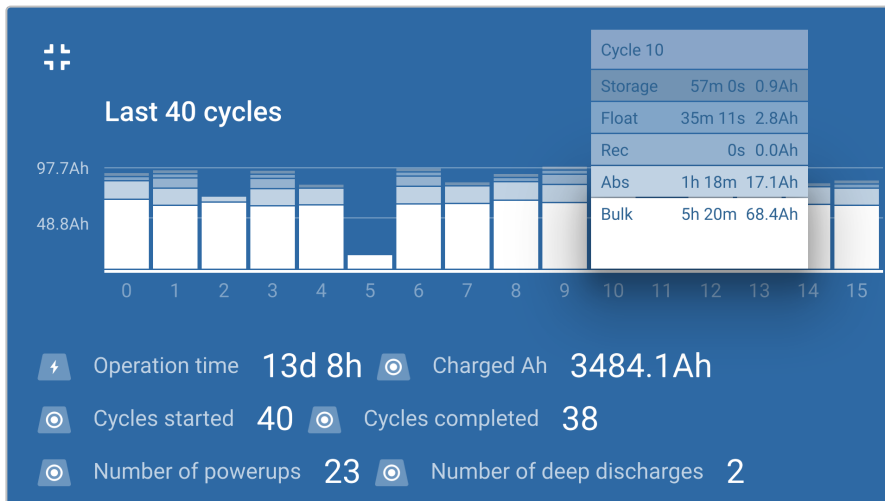 Cycle 10
Storage 57m 0s 0.9Ah
Float 35m 11s 2.8Ah
Rec 0s 0.0Ah
Abs 1h 18m 17.1Ah
Bulk 5h 20m 68.4Ah
Last 40 cycles
97.7Ah
48.8Ah
0 1 2 3 4 5 6 7 8 9 10 11 12 13 14 15
Operation time 13d 8h Charged Ah 3484.1Ah
Cycles started 40 Cycles completed 38
Number of powerups 23 Number of deep discharges 2